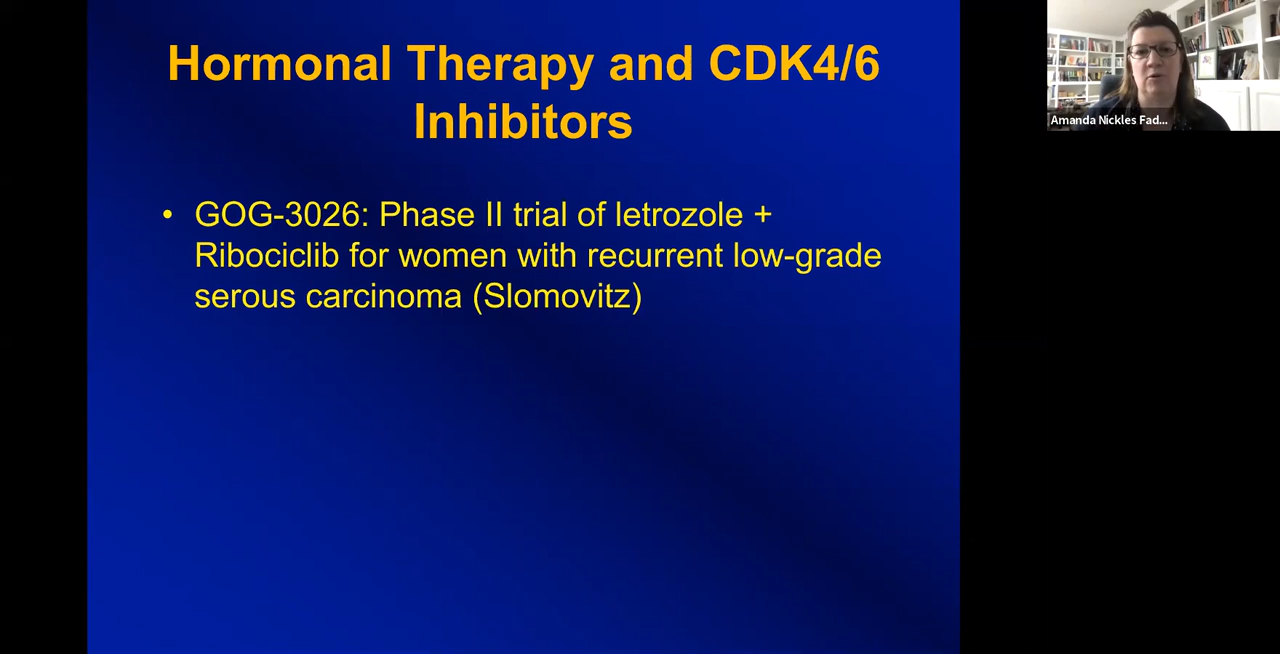 Hormonal Therapy and CDK4/6
Inhibitors
• GOG-3026: Phase II trial of letrozole +
Ribociclib for women with recurrent low-grade
serous carcinoma (Slomovitz)
Amanda Nickles Fad...